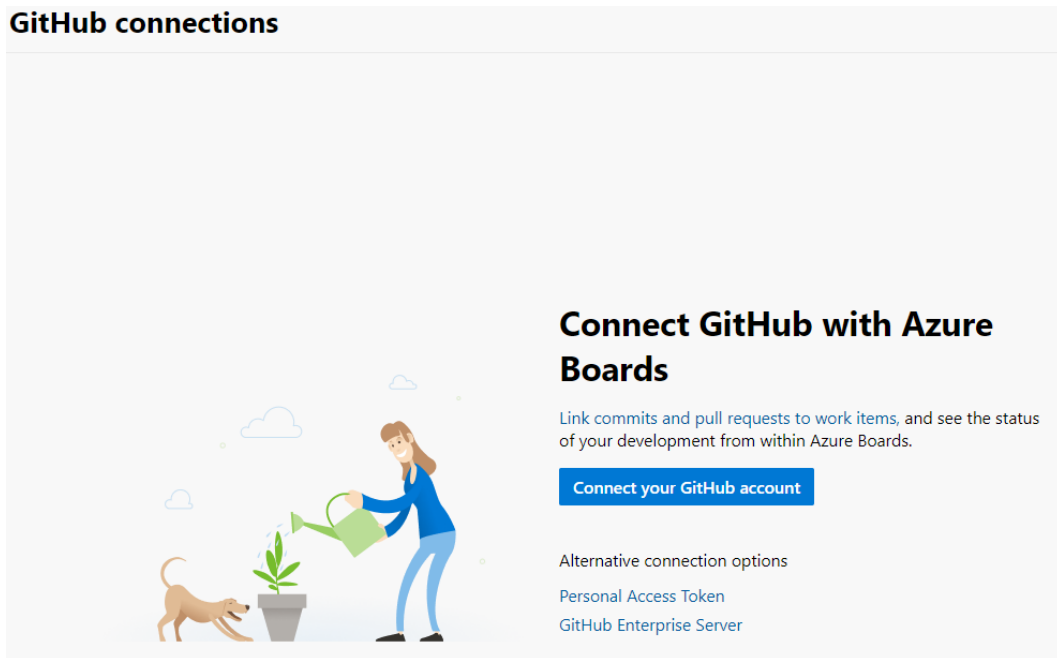 GitHub connections
Connect GitHub with Azure
Boards
Link commits and pull requests to work items, and see the status
of your development from within Azure Boards.
Connect your GitHub account
Alternative connection options
Personal Access Token
GitHub Enterprise Server